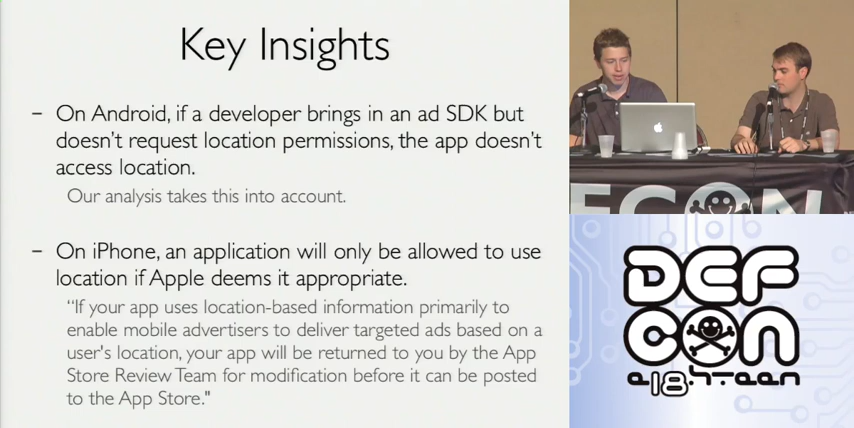 Key Insights
– On Android, if a developer brings in an ad SDK but
doesn't request location permissions, the app doesn't
access location.
Our analysis takes this into account.
– On iPhone, an application will only be allowed to use
location if Apple deems it appropriate.
“If your app uses location-based information primarily to
enable mobile advertisers to deliver targeted ads based on a
user's location, your app will be returned to you by the App
Store Review Team for modification before it can be posted
to the App Store."
ECON
DEF
CON
e18hteen